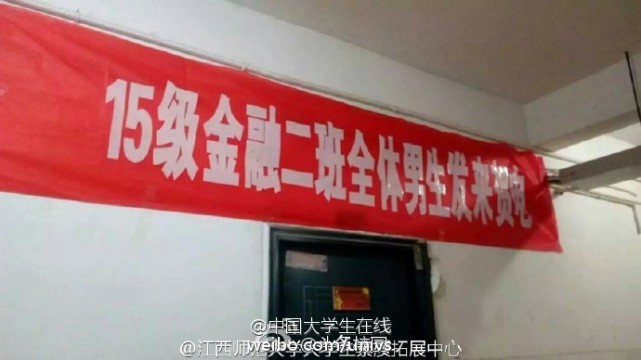 15级金融二班全体男生发来贺电
@中国大学生在线
weibo.com/univs